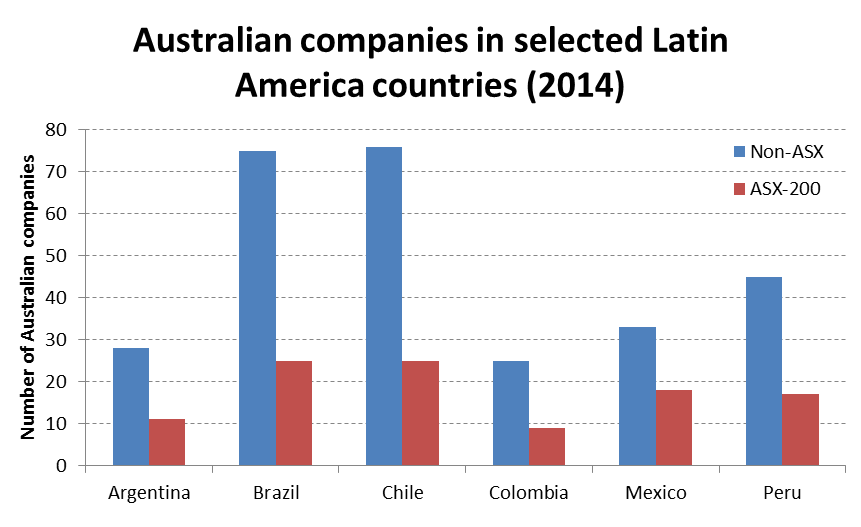 Australian companies in selected Latin
America countries (2014)
Number of Australian companies
80
70
60
50
40
30
20
10
0
Non-ASX
ASX-200
Argentina
Brazil
Chile
Colombia
Mexico
Peru